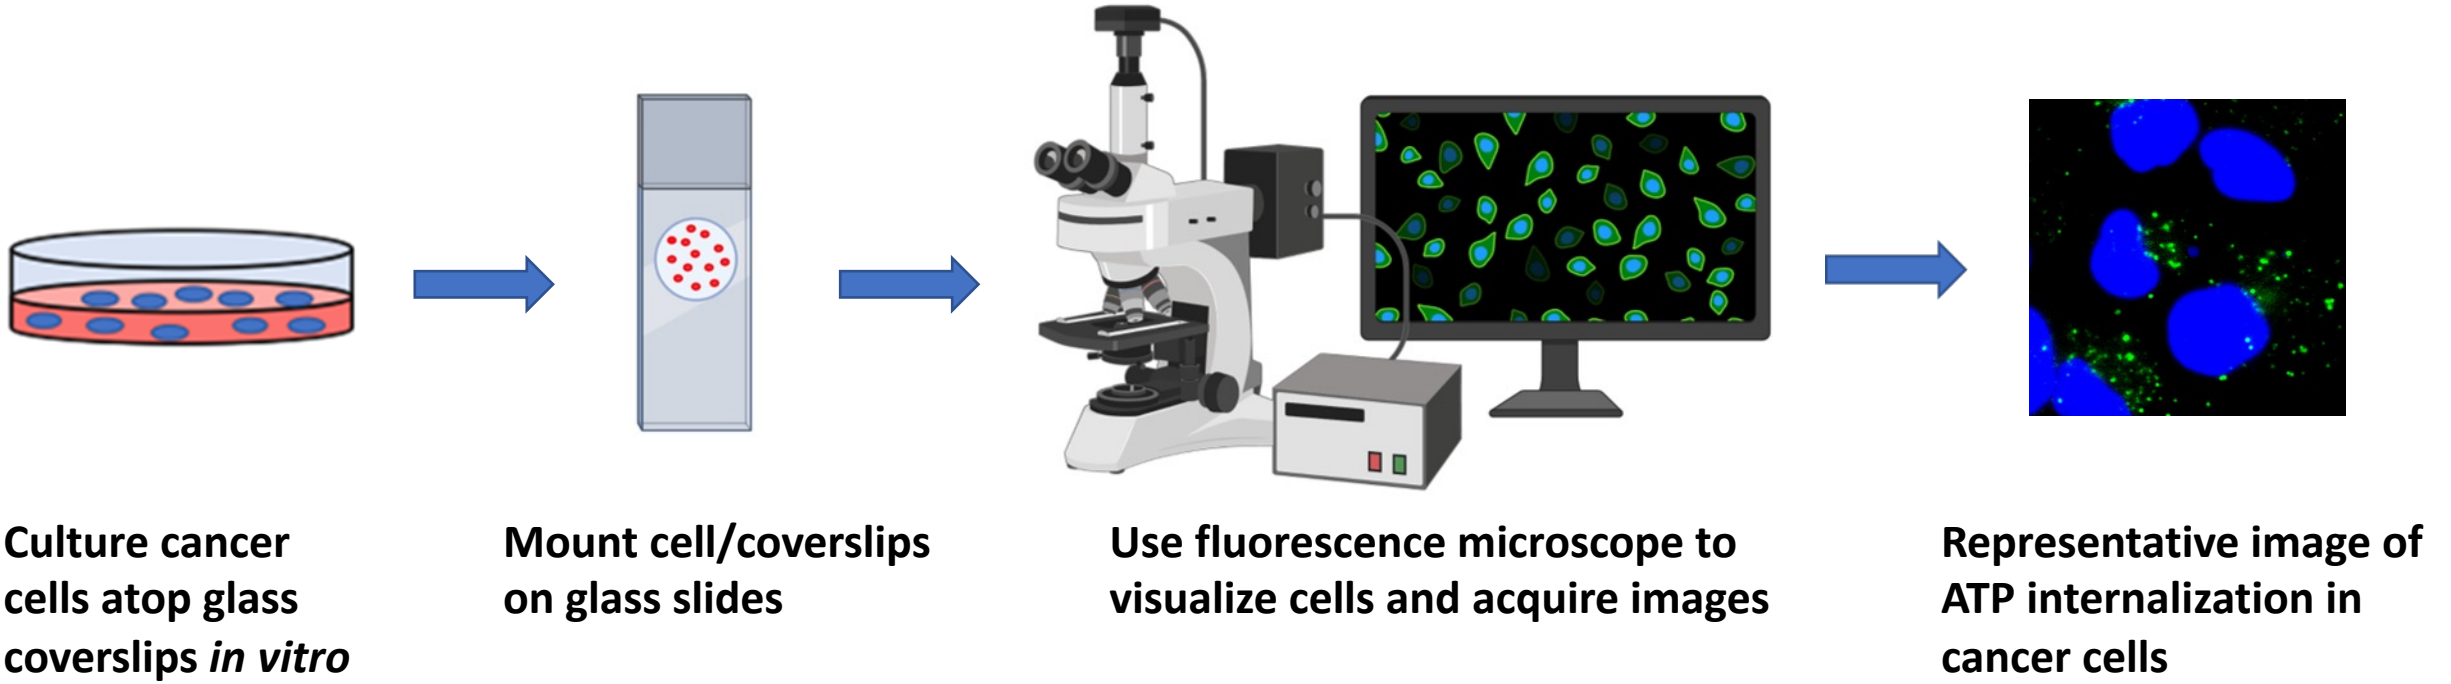 Culture cancer
cells atop glass
coverslips in vitro
Mount cell/coverslips
on glass slides
Use fluorescence microscope to
visualize cells and acquire images
Representative image of
ATP internalization in
cancer cells